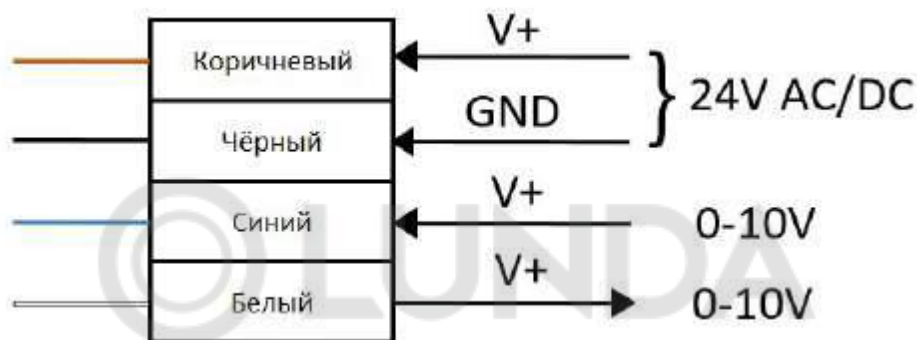 Коричневый V+
24V AC/DC
Чёрный GND
Синий V+ 0-10V
Белый V+ 0-10V
LUNDA